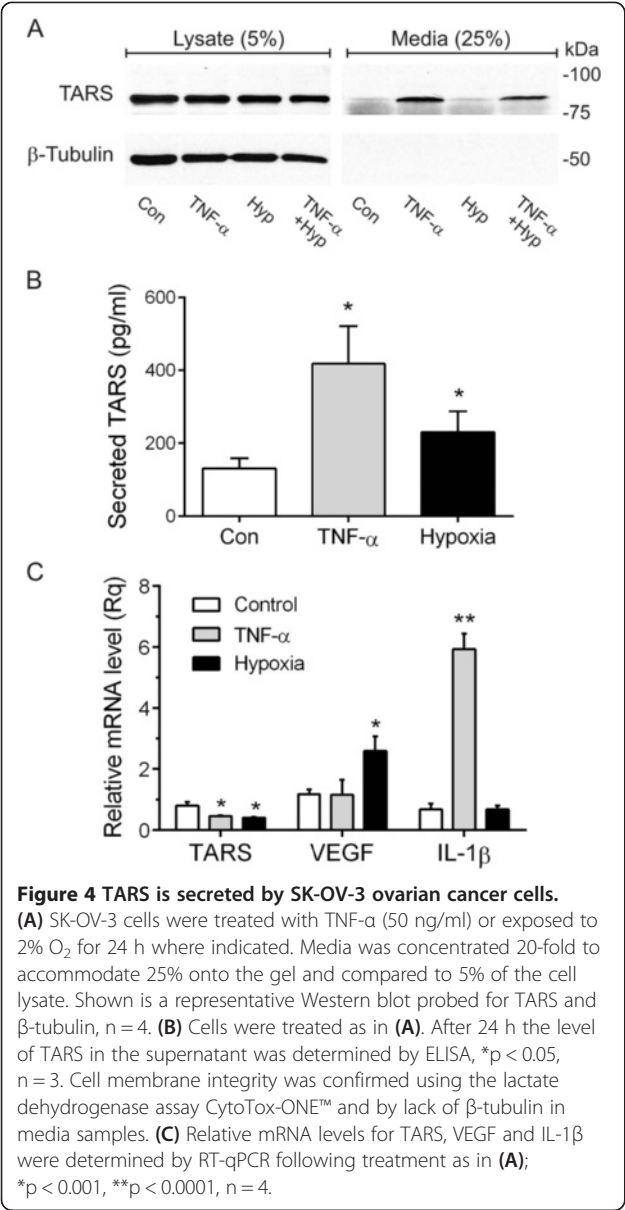 A
Lysate (5%) Media (25%) kDa
TARS
-100
-75
β-Tubulin
-50
Con TNF-α Hyp TNF-α +Hyp Con TNF-α Hyp TNF-α +Hyp
B
Secreted TARS (pg/ml)
600
400
200
0
* *
Con TNF-α Hypoxia
C
Relative mRNA level (Rq)
8
6
4
2
0
Control
TNF-α
Hypoxia
* * * **
TARS VEGF IL-1β
Figure 4 TARS is secreted by SK-OV-3 ovarian cancer cells.
(A) SK-OV-3 cells were treated with TNF-α (50 ng/ml) or exposed to
2% O₂ for 24 h where indicated. Media was concentrated 20-fold to
accommodate 25% onto the gel and compared to 5% of the cell
lysate. Shown is a representative Western blot probed for TARS and
β-tubulin, n = 4. (B) Cells were treated as in (A). After 24 h the level
of TARS in the supernatant was determined by ELISA, *p < 0.05,
n = 3. Cell membrane integrity was confirmed using the lactate
dehydrogenase assay CytoTox-ONE™ and by lack of β-tubulin in
media samples. (C) Relative mRNA levels for TARS, VEGF and IL-1β
were determined by RT-qPCR following treatment as in (A);
*p < 0.001, **p < 0.0001, n = 4.